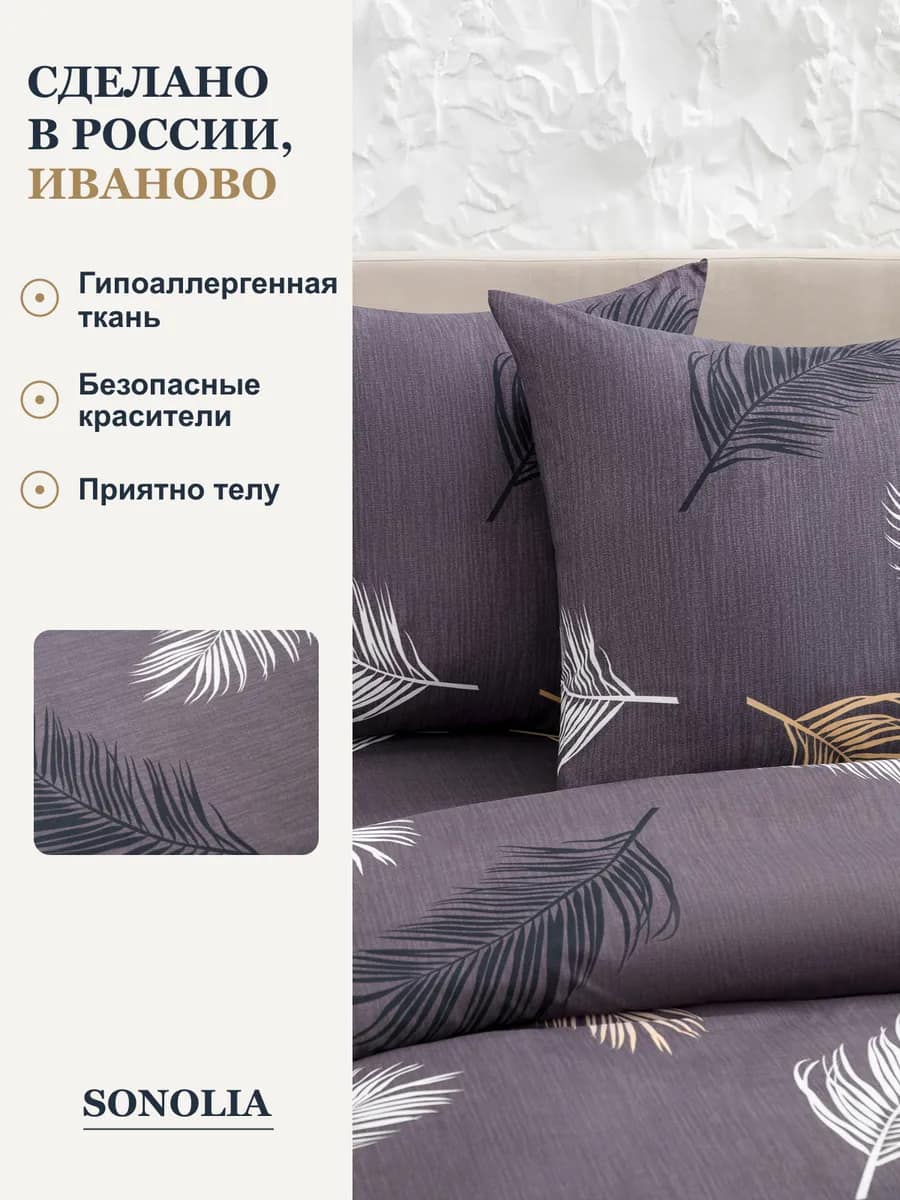 СДЕЛАНО
В РОССИИ,
ИВАНОВО
Гипоаллергенная
ткань
Безопасные
красители
Приятно телу
SONOLIA